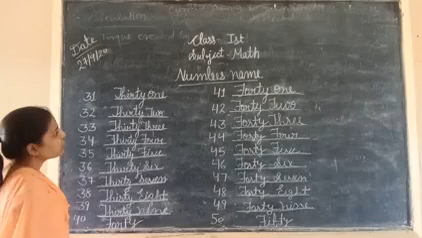 Calculation
Date
23/4/20
Class- Ist
Subject- Math
Numbers name
31 Thirty One
32 Thirty Two
33 Thirty Three
34 Thirty Four
35 Thirty Five
36 Thirty Six
37 Thirty Seven
38 Thirty Eight
39 Thirty
40 Forty
41 Forty One
42 Forty Two
43 Forty Three
44 Forty Four
45 Forty Five
46 Forty Six
47 Forty Seven
48 Forty Eight
49 Forty Nine
50 Fifty